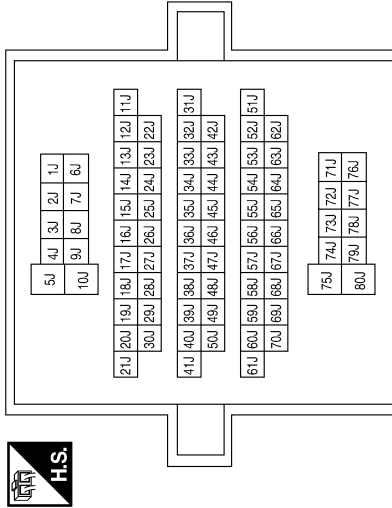 H.S.
5J 4J 3J 2J 1J
10J 9J 8J 7J 6J
21J 20J 19J 18J 17J 16J 15J 14J 13J 12J 11J
30J 29J 28J 27J 26J 25J 24J 23J 22J
41J 40J 39J 38J 37J 36J 35J 34J 33J 32J 31J
50J 49J 48J 47J 46J 45J 44J 43J 42J
61J 60J 59J 58J 57J 56J 55J 54J 53J 52J 51J
70J 69J 68J 67J 66J 65J 64J 63J 62J
75J 74J 73J 72J 71J
80J 79J 78J 77J 76J